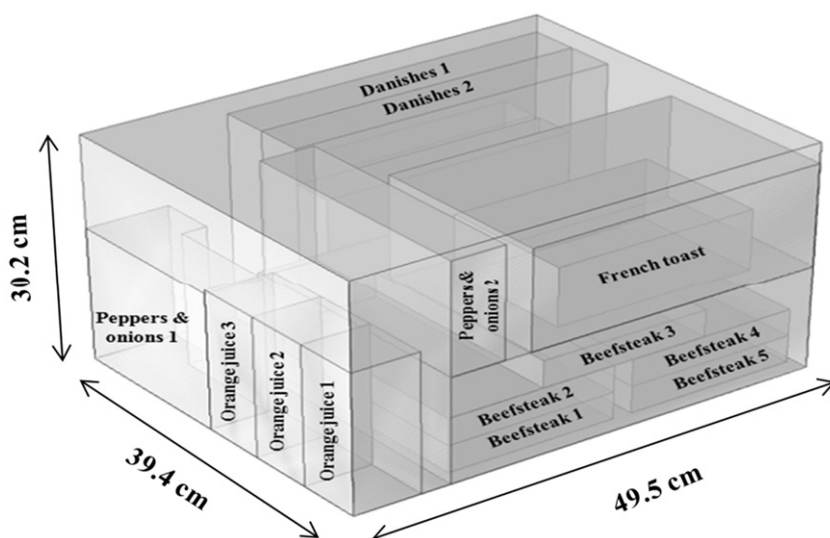 Danishes 1
Danishes 2
30.2 cm
Peppers &
onions 1
Orange juice 3
Orange juice 2
Orange juice 1
Peppers &
onions 2
French toast
Beefsteak 3
Beefsteak 4
Beefsteak 5
Beefsteak 2
Beefsteak 1
39.4 cm
49.5 cm